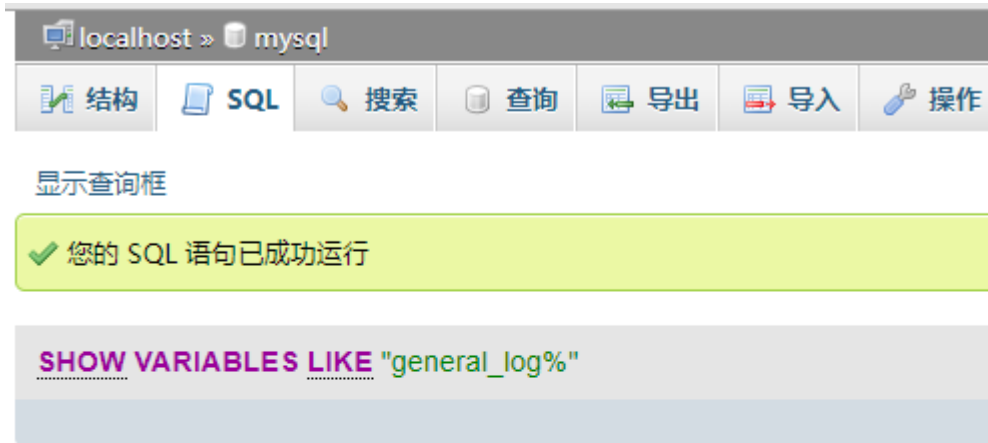 localhost » mysql
结构 SQL 搜索 查询 导出 导入 操作
显示查询框
您的 SQL 语句已成功运行
SHOW VARIABLES LIKE "general_log%"